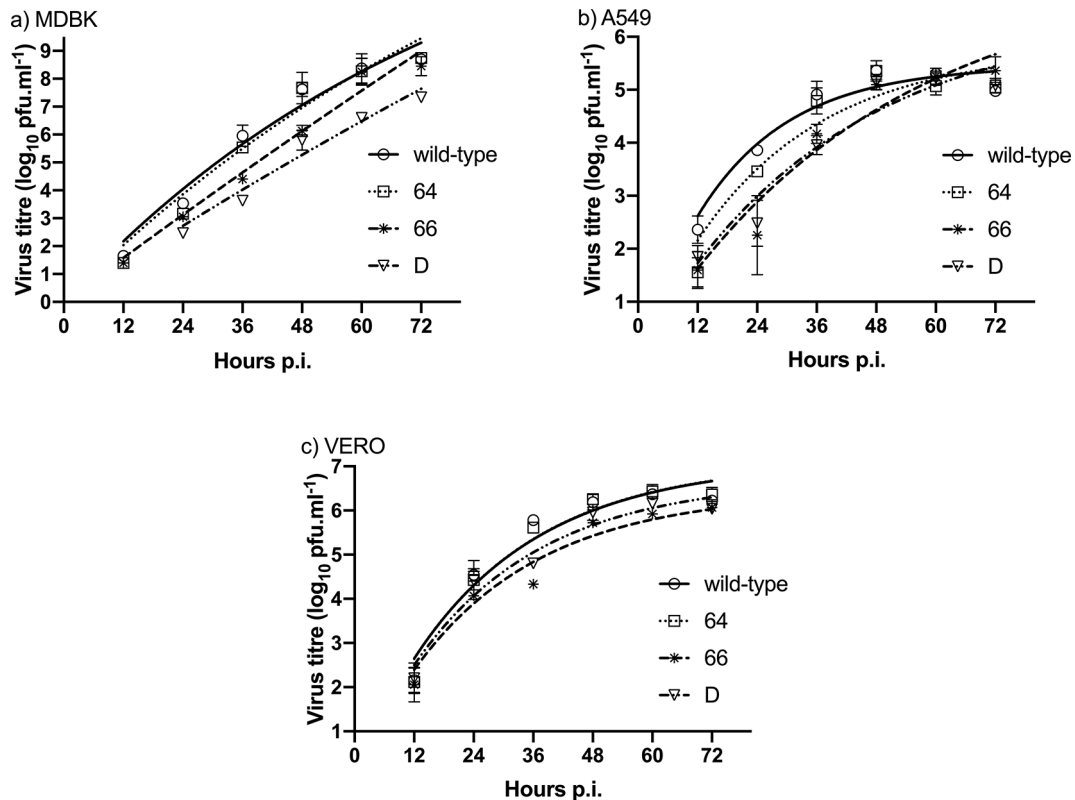 a) MDBK
Virus titre (log10 pfu.ml-1)
9
8
7
6
5
4
3
2
1
0
0 12 24 36 48 60 72
Hours p.i.
wild-type
64
66
D
b) A549
Virus titre (log10 pfu.ml-1)
6
5
4
3
2
1
0 12 24 36 48 60 72
Hours p.i.
wild-type
64
66
D
c) VERO
Virus titre (log10 pfu.ml-1)
7
6
5
4
3
2
1
0 12 24 36 48 60 72
Hours p.i.
wild-type
64
66
D